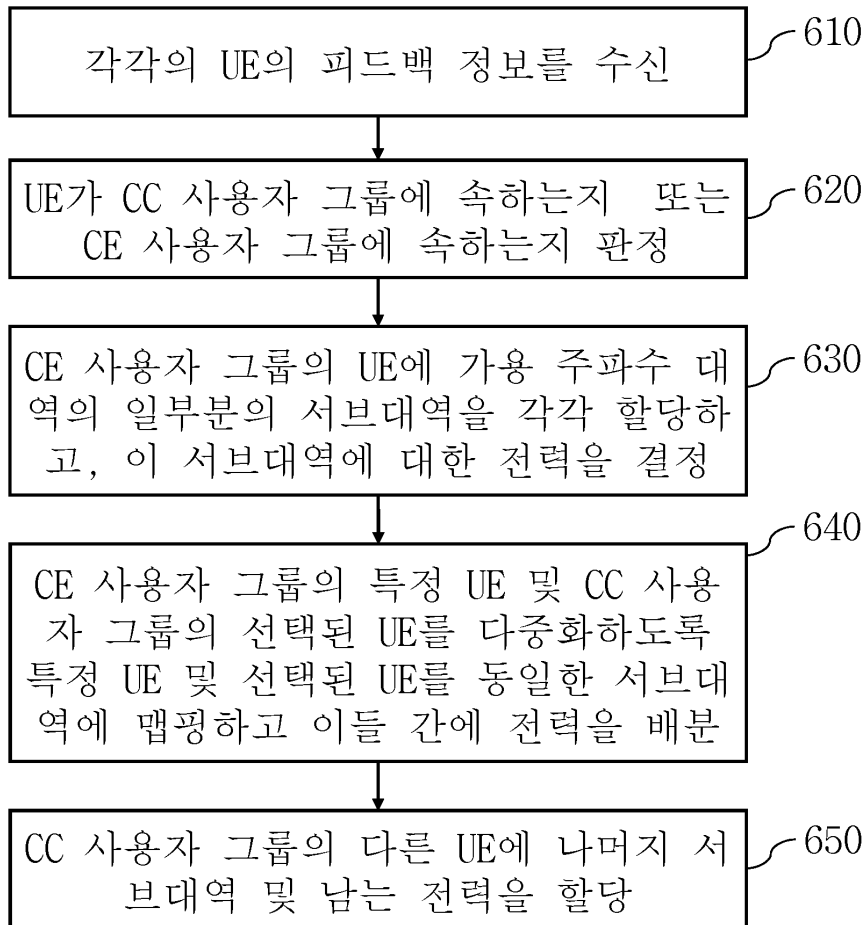 각각의 UE의 피드백 정보를 수신
610
UE가 CC 사용자 그룹에 속하는지 또는
CE 사용자 그룹에 속하는지 판정
620
CE 사용자 그룹의 UE에 가용 주파수 대
역의 일부분의 서브대역을 각각 할당하
고, 이 서브대역에 대한 전력을 결정
630
CE 사용자 그룹의 특정 UE 및 CC 사용
자 그룹의 선택된 UE를 다중화하도록
특정 UE 및 선택된 UE를 동일한 서브대
역에 맵핑하고 이들 간에 전력을 배분
640
CC 사용자 그룹의 다른 UE에 나머지 서
브대역 및 남는 전력을 할당
650